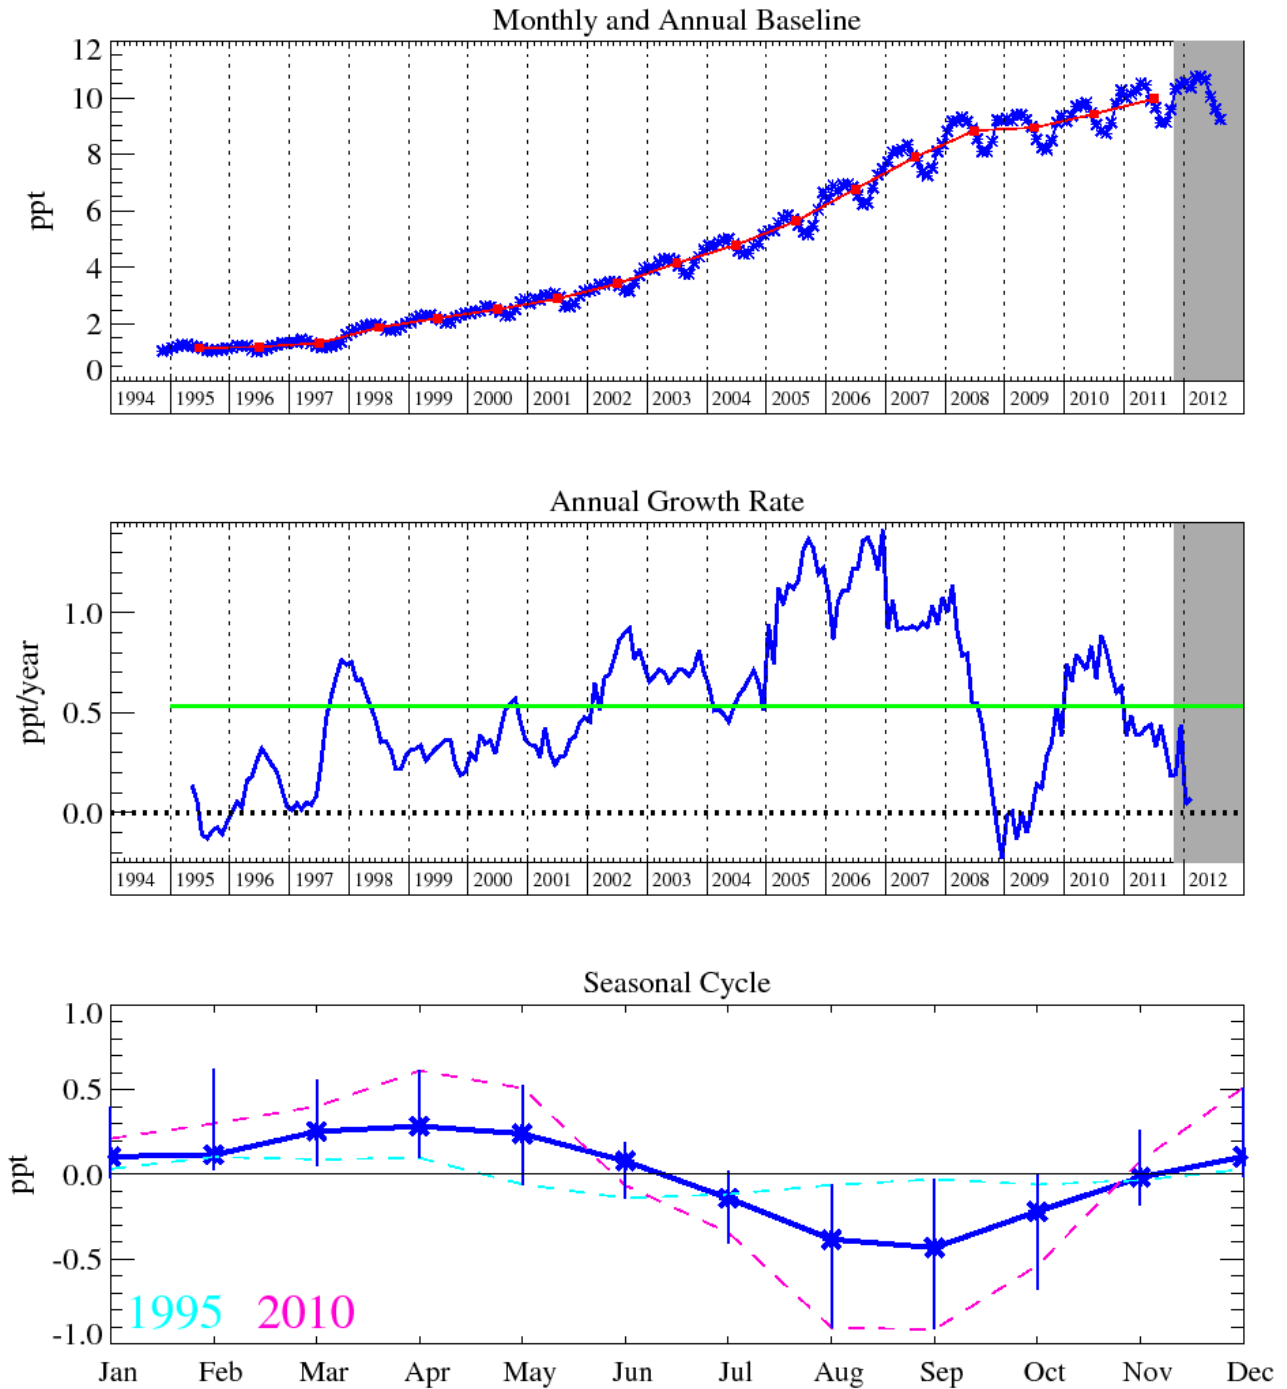 Monthly and Annual Baseline
12
10
8
6
4
2
0
ppt
1994 1995 1996 1997 1998 1999 2000 2001 2002 2003 2004 2005 2006 2007 2008 2009 2010 2011 2012
Annual Growth Rate
1.0
0.5
0.0
ppt/year
1994 1995 1996 1997 1998 1999 2000 2001 2002 2003 2004 2005 2006 2007 2008 2009 2010 2011 2012
Seasonal Cycle
1.0
0.5
0.0
-0.5
-1.0
ppt
1995 2010
Jan Feb Mar Apr May Jun Jul Aug Sep Oct Nov Dec